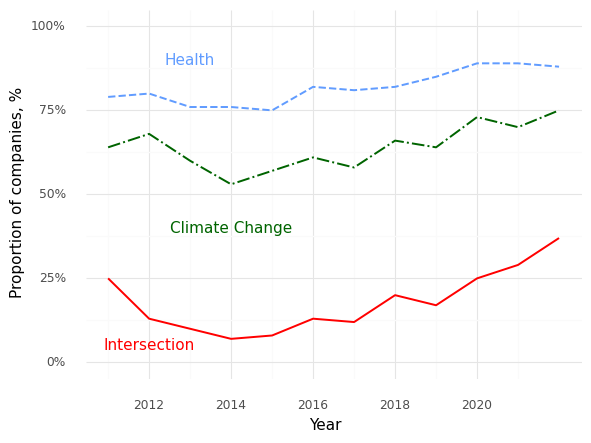 100%
75%
50%
25%
0%
Proportion of companies, %
Health
Climate Change
Intersection
2012
2014
2016
2018
2020
Year